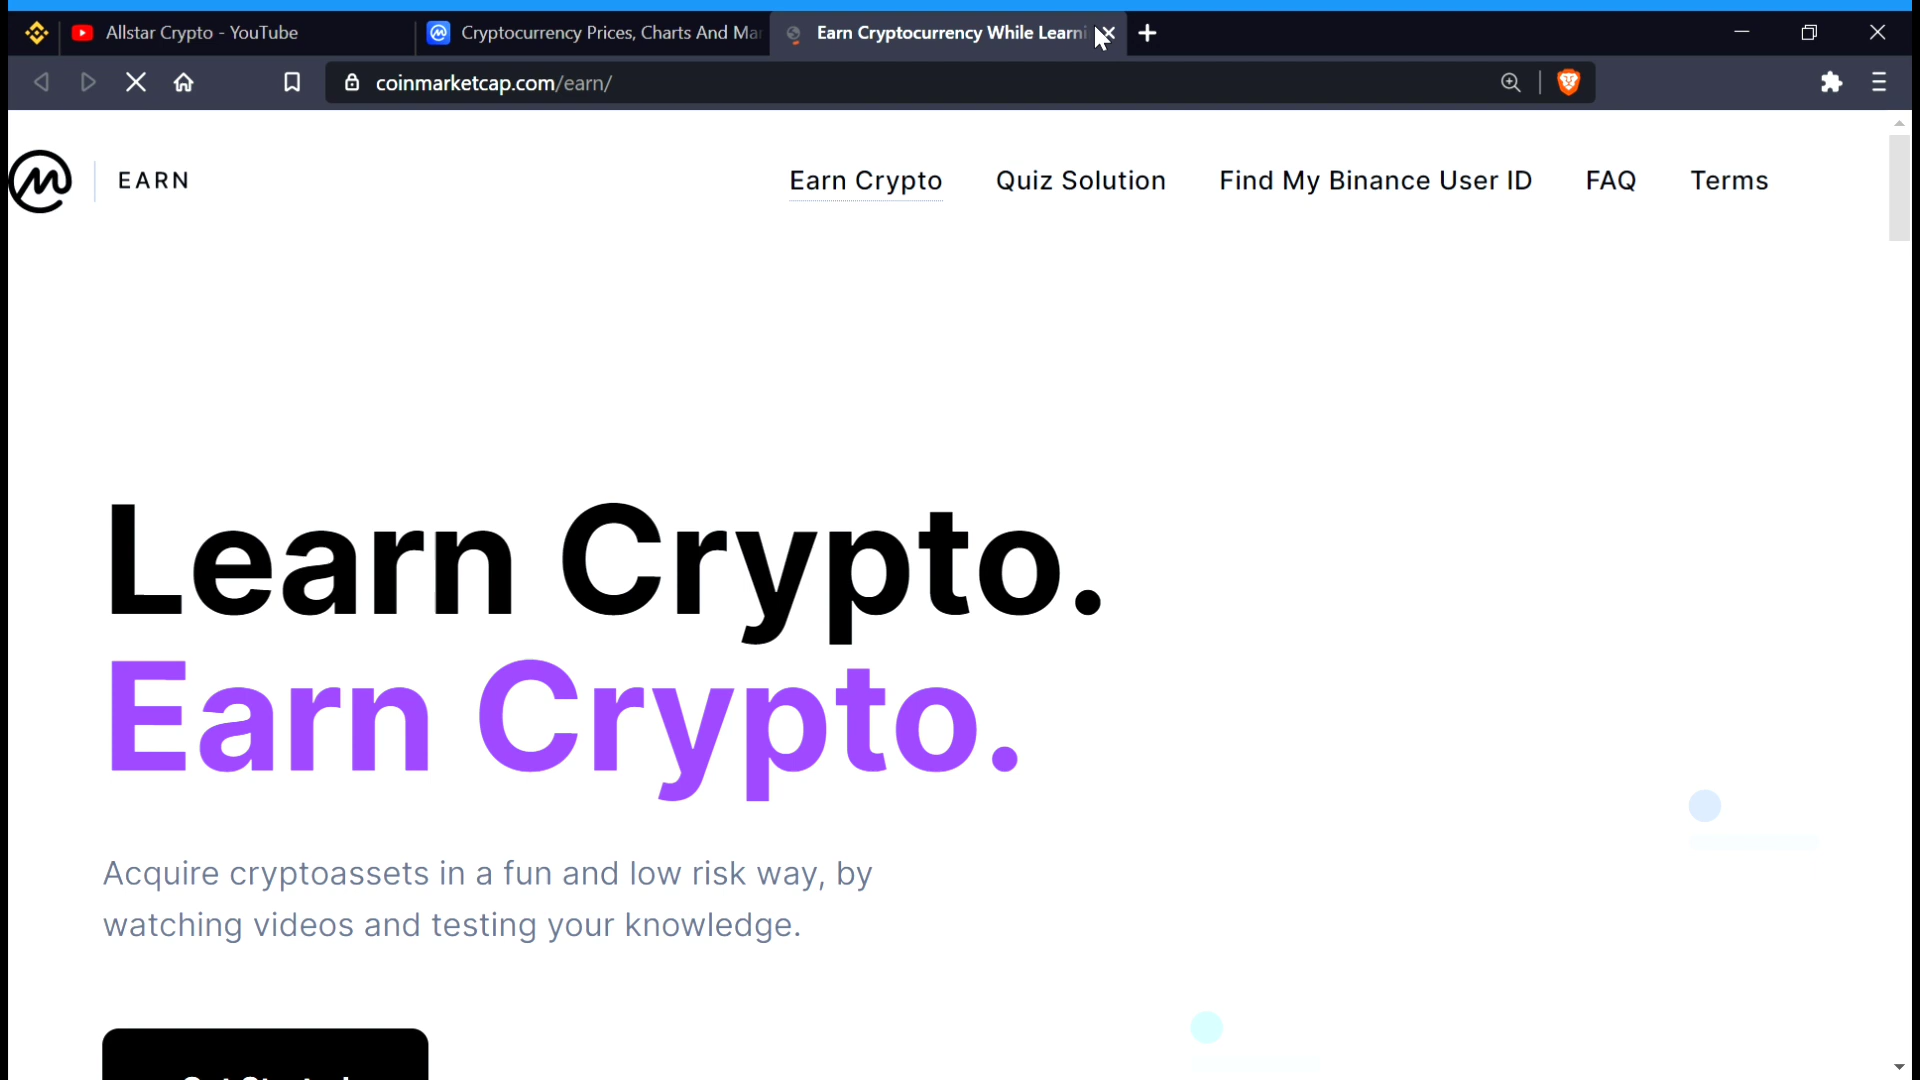 Allstar Crypto - YouTube
Cryptocurrency Prices, Charts And Ma
Earn Cryptocurrency While Learni
coinmarketcap.com/earn/
EARN
Earn Crypto
Quiz Solution
Find My Binance User ID
FAQ
Terms
Learn Crypto.
Earn Crypto.
Acquire cryptoassets in a fun and low risk way, by
watching videos and testing your knowledge.